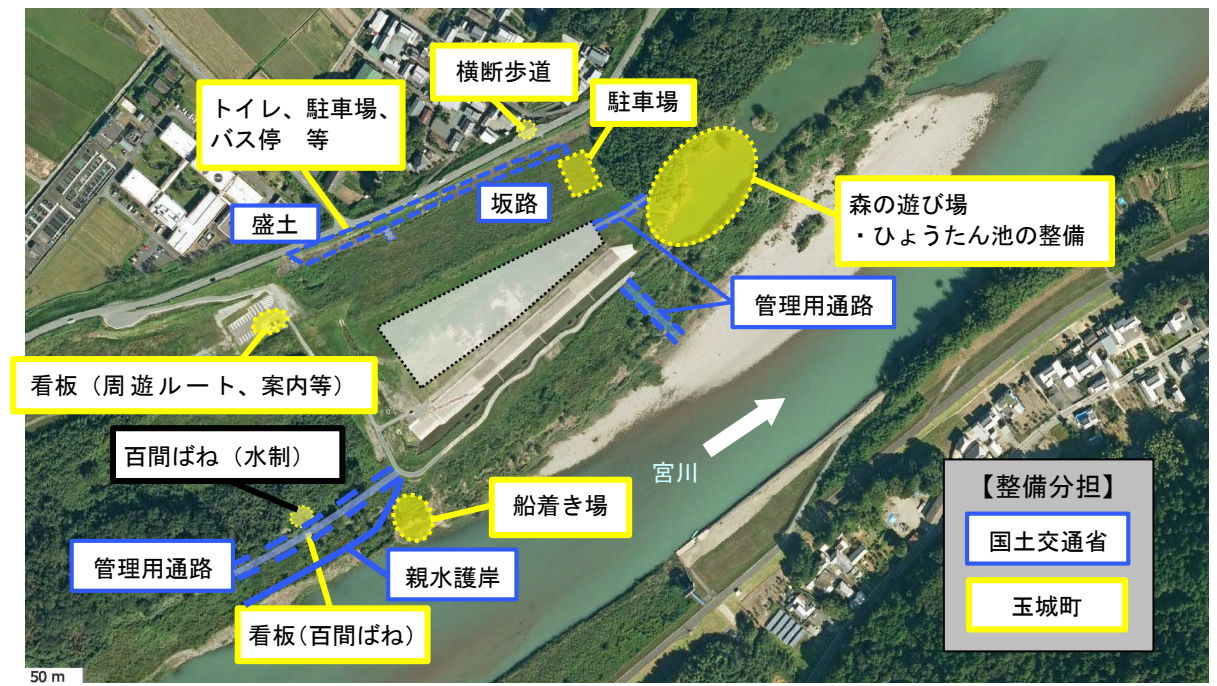 横断歩道
トイレ、駐車場、
バス停　等
駐車場
坂路
盛土
森の遊び場
・ひょうたん池の整備
管理用通路
看板（周遊ルート、案内等）
百間ばね（水制）
宮川
船着き場
管理用通路
親水護岸
看板（百間ばね）
【整備分担】
国土交通省
玉城町
50 m